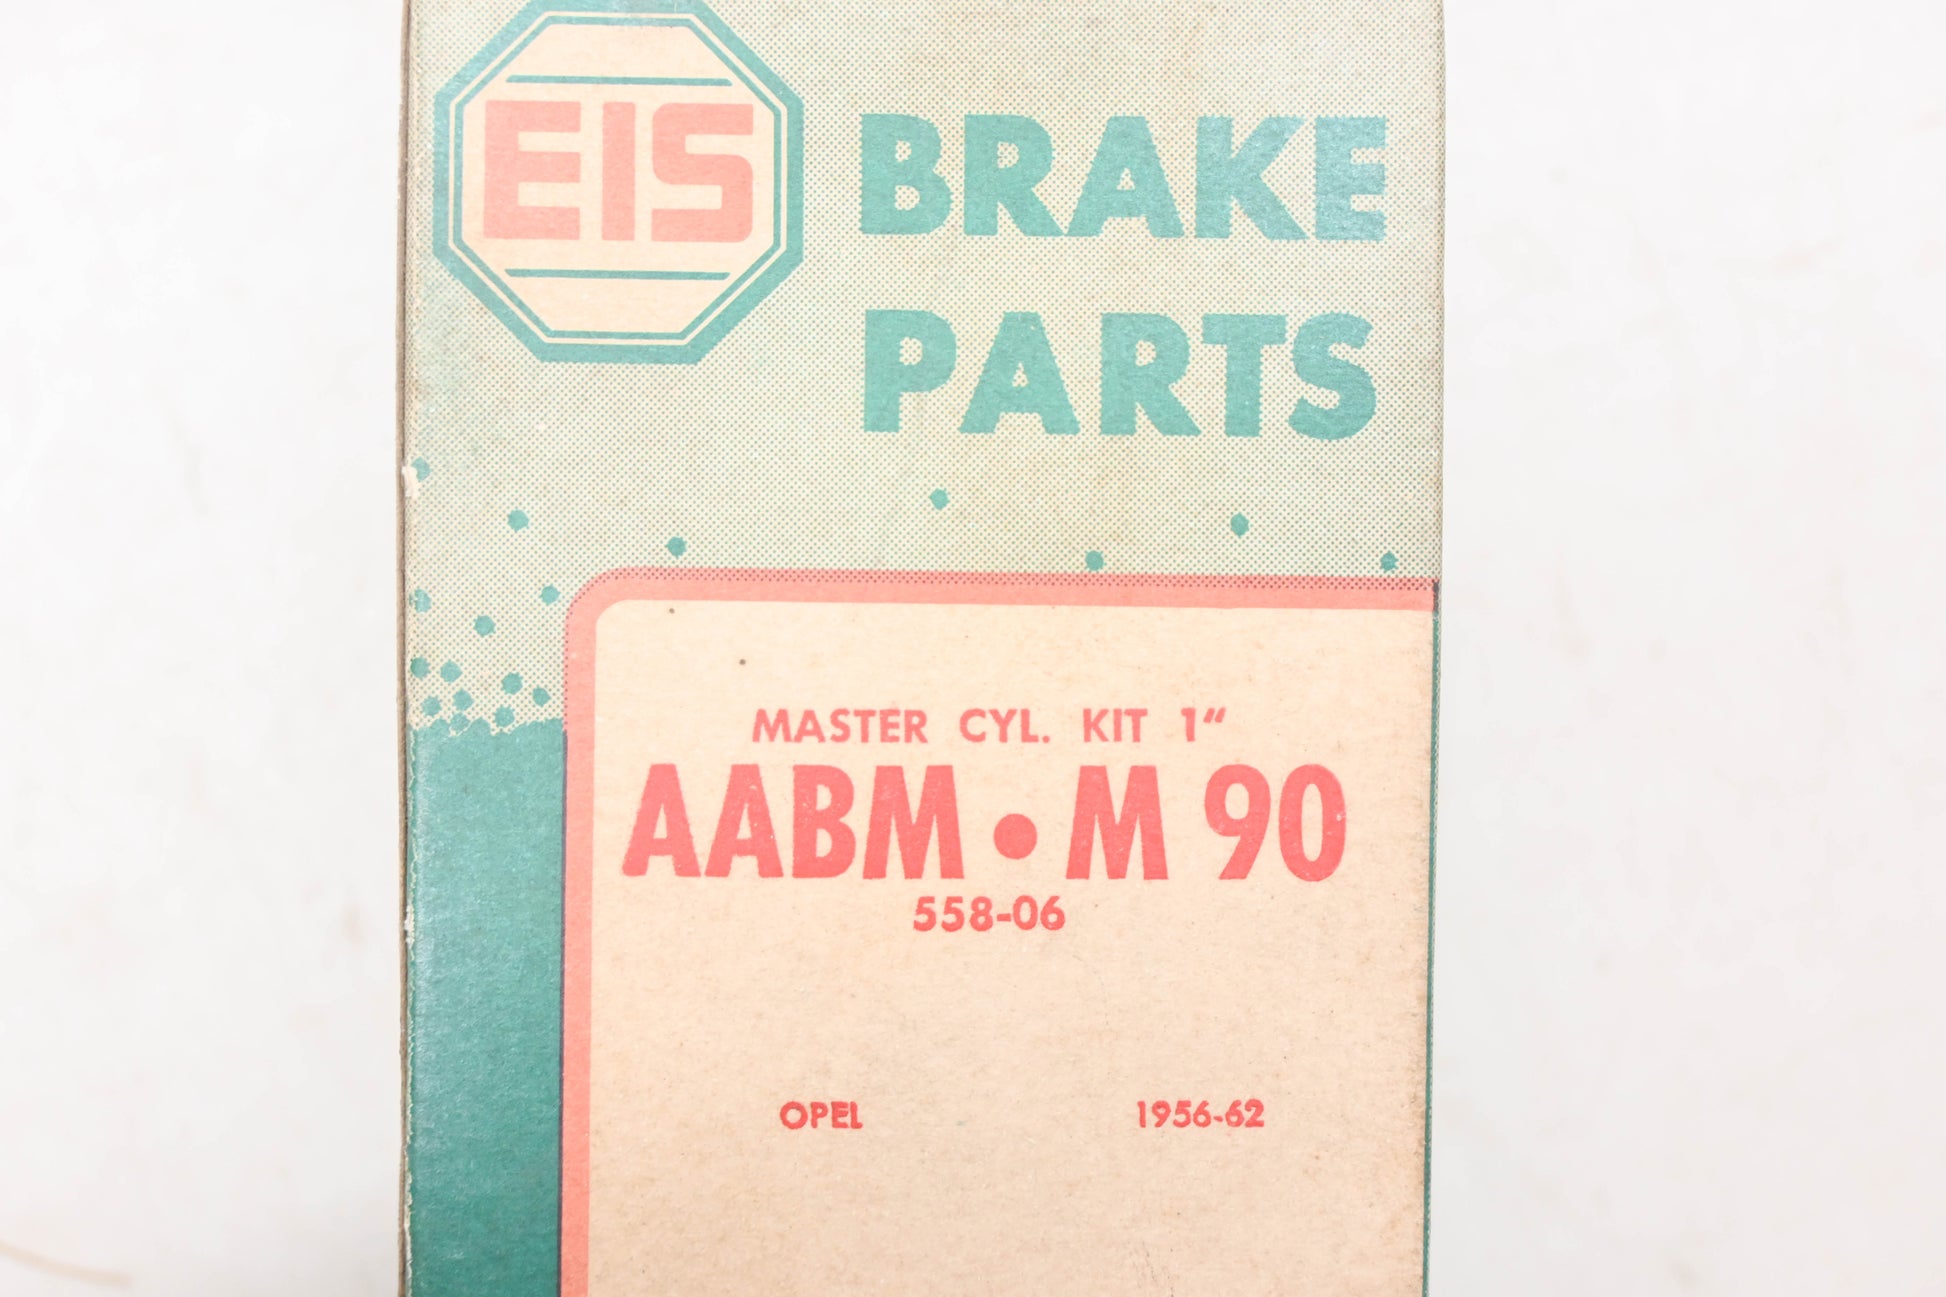 EIS
BRAKE
PARTS
MASTER CYL. KIT 1"
AABM • M 90
558-06
OPEL 1956-62